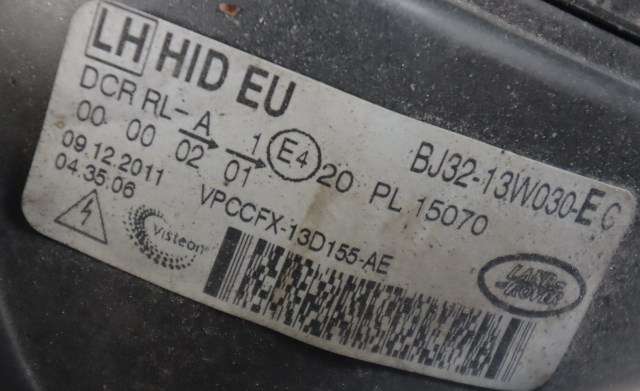 LH HID EU
DCR RL-A 1
00 00 02 01 E4 20 PL 15070
BJ32-13W030-EC
09.12.2011
04.35.06
VPCCFX-13D155-AE
Visteon
LAND ROVER